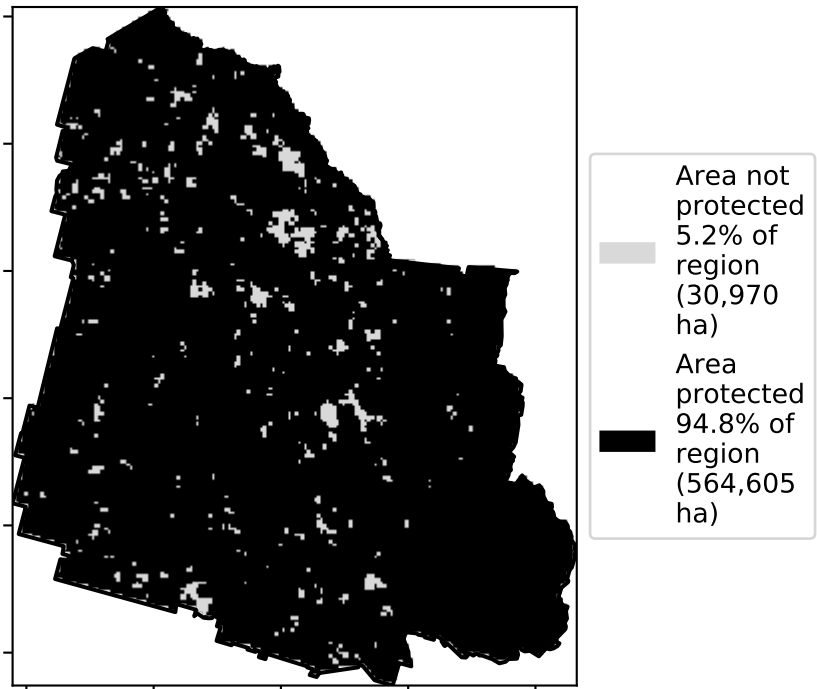 Area not
protected
5.2% of
region
(30,970
ha)
Area
protected
94.8% of
region
(564,605
ha)